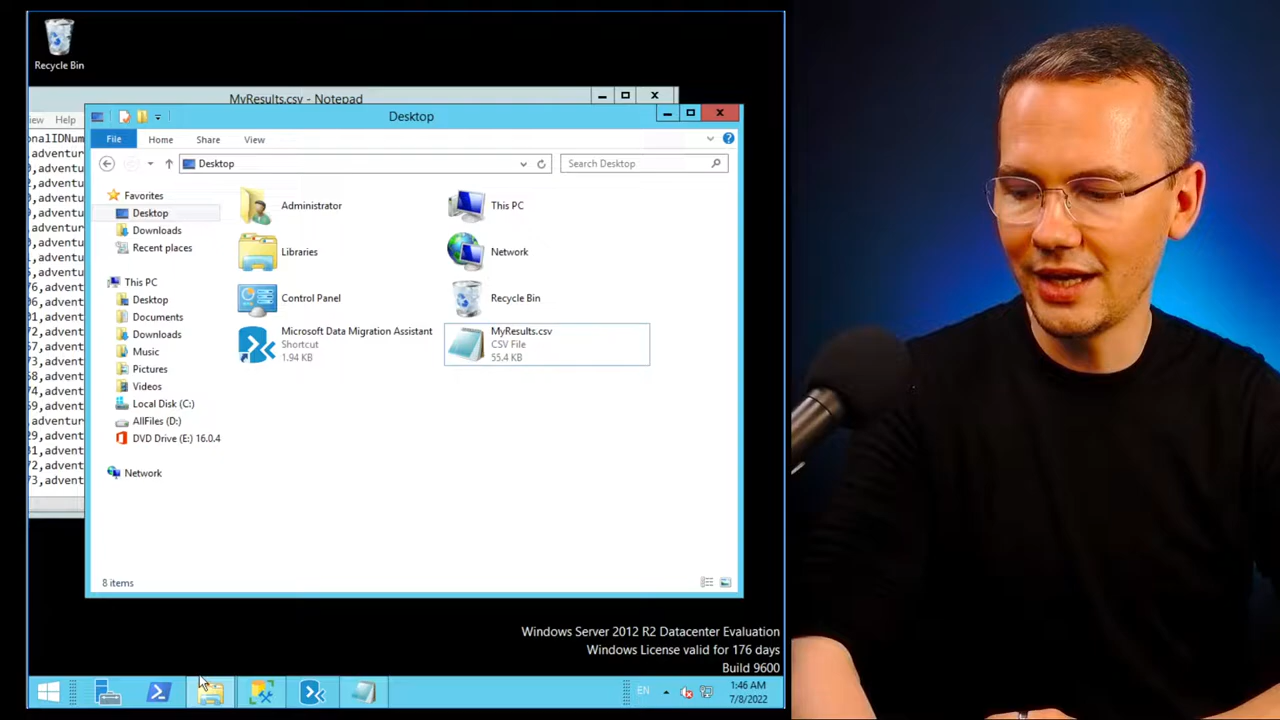 Recycle Bin
MyResults.csv - Notepad
iew Help
Desktop
File Home Share View
Desktop
Search Desktop
onalIDNum
,adventur
Favorites
Desktop
Downloads
Recent places
This PC
Desktop
Documents
Downloads
Music
Pictures
Videos
Local Disk (C:)
AllFiles (D:)
DVD Drive (E:) 16.0.4
Network
Administrator
This PC
Libraries
Network
Control Panel
Recycle Bin
Microsoft Data Migration Assistant
Shortcut
1.94 KB
MyResults.csv
CSV File
55.4 KB
8 items
Windows Server 2012 R2 Datacenter Evaluation
Windows License valid for 176 days
Build 9600
EN
1:46 AM
7/8/2022